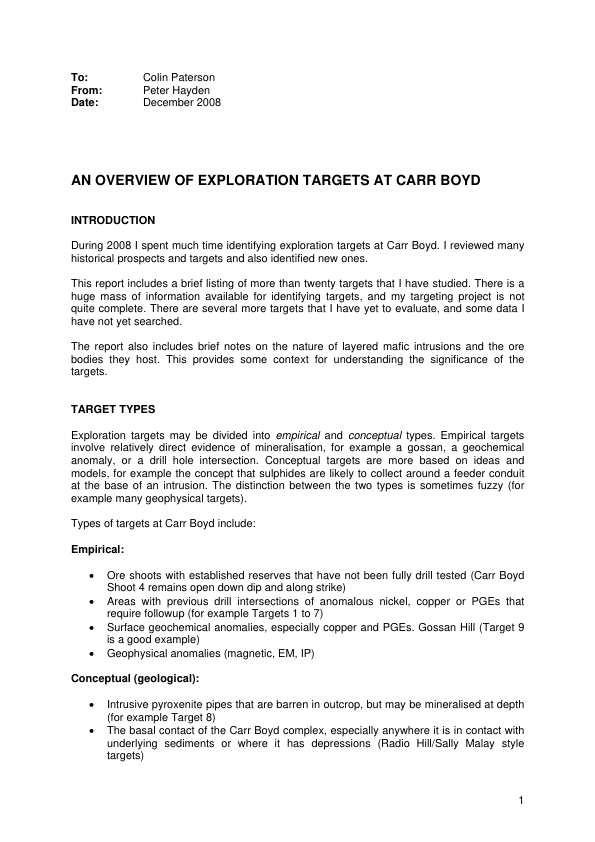 To: Colin Paterson
From: Peter Hayden
Date: December 2008
AN OVERVIEW OF EXPLORATION TARGETS AT CARR BOYD
INTRODUCTION
During 2008 I spent much time identifying exploration targets at Carr Boyd. I reviewed many
historical prospects and targets and also identified new ones.
This report includes a brief listing of more than twenty targets that I have studied. There is a
huge mass of information available for identifying targets, and my targeting project is not
quite complete. There are several more targets that I have yet to evaluate, and some data I
have not yet searched.
The report also includes brief notes on the nature of layered mafic intrusions and the ore
bodies they host. This provides some context for understanding the significance of the
targets.
TARGET TYPES
Exploration targets may be divided into empirical and conceptual types. Empirical targets
involve relatively direct evidence of mineralisation, for example a gossan, a geochemical
anomaly, or a drill hole intersection. Conceptual targets are more based on ideas and
models, for example the concept that sulphides are likely to collect around a feeder conduit
at the base of an intrusion. The distinction between the two types is sometimes fuzzy (for
example many geophysical targets).
Types of targets at Carr Boyd include:
Empirical:
• Ore shoots with established reserves that have not been fully drill tested (Carr Boyd
Shoot 4 remains open down dip and along strike)
• Areas with previous drill intersections of anomalous nickel, copper or PGEs that
require followup (for example Targets 1 to 7)
• Surface geochemical anomalies, especially copper and PGEs. Gossan Hill (Target 9
is a good example)
• Geophysical anomalies (magnetic, EM, IP)
Conceptual (geological):
• Intrusive pyroxenite pipes that are barren in outcrop, but may be mineralised at depth
(for example Target 8)
• The basal contact of the Carr Boyd complex, especially anywhere it is in contact with
underlying sediments or where it has depressions (Radio Hill/Sally Malay style
targets)
1